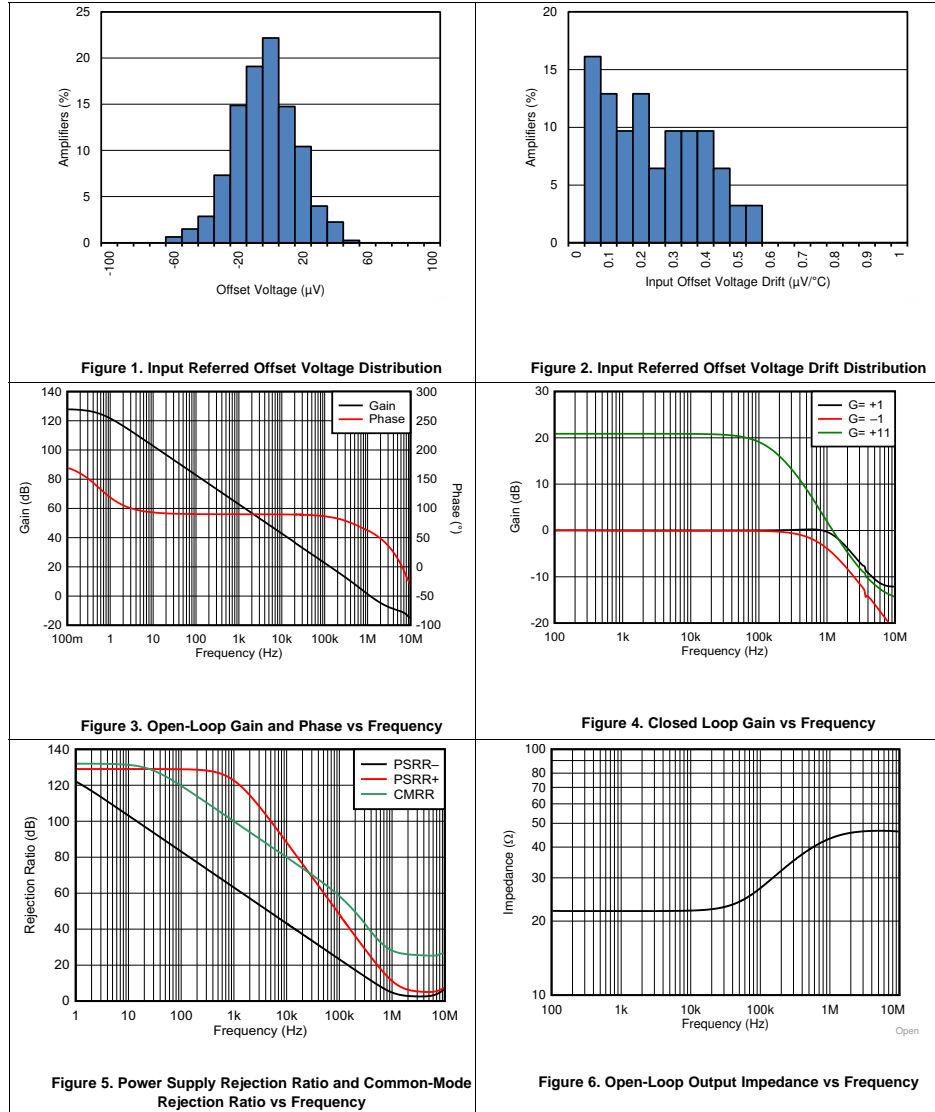 25
20
15
10
5
0
Amplifiers (%)
-100
-60
-20
20
60
100
Offset Voltage (µV)
Figure 1. Input Referred Offset Voltage Distribution
20
15
10
5
0
Amplifiers (%)
0
0.1
0.2
0.3
0.4
0.5
0.6
0.7
0.8
0.9
1
Input Offset Voltage Drift (µV/°C)
Figure 2. Input Referred Offset Voltage Drift Distribution
140
120
100
80
60
40
20
0
-20
Gain (dB)
300
250
200
150
100
50
0
-50
-100
Phase (°)
Gain
Phase
100m 1 10 100 1k 10k 100k 1M 10M
Frequency (Hz)
Figure 3. Open-Loop Gain and Phase vs Frequency
30
20
10
0
-10
-20
Gain (dB)
G= +1
G= –1
G= +11
100 1k 10k 100k 1M 10M
Frequency (Hz)
Figure 4. Closed Loop Gain vs Frequency
140
120
100
80
60
40
20
0
Rejection Ratio (dB)
PSRR–
PSRR+
CMRR
1 10 100 1k 10k 100k 1M 10M
Frequency (Hz)
Figure 5. Power Supply Rejection Ratio and Common-Mode
Rejection Ratio vs Frequency
100
80
70
60
50
40
30
20
10
Impedance (Ω)
100 1k 10k 100k 1M 10M
Frequency (Hz)
Open
Figure 6. Open-Loop Output Impedance vs Frequency